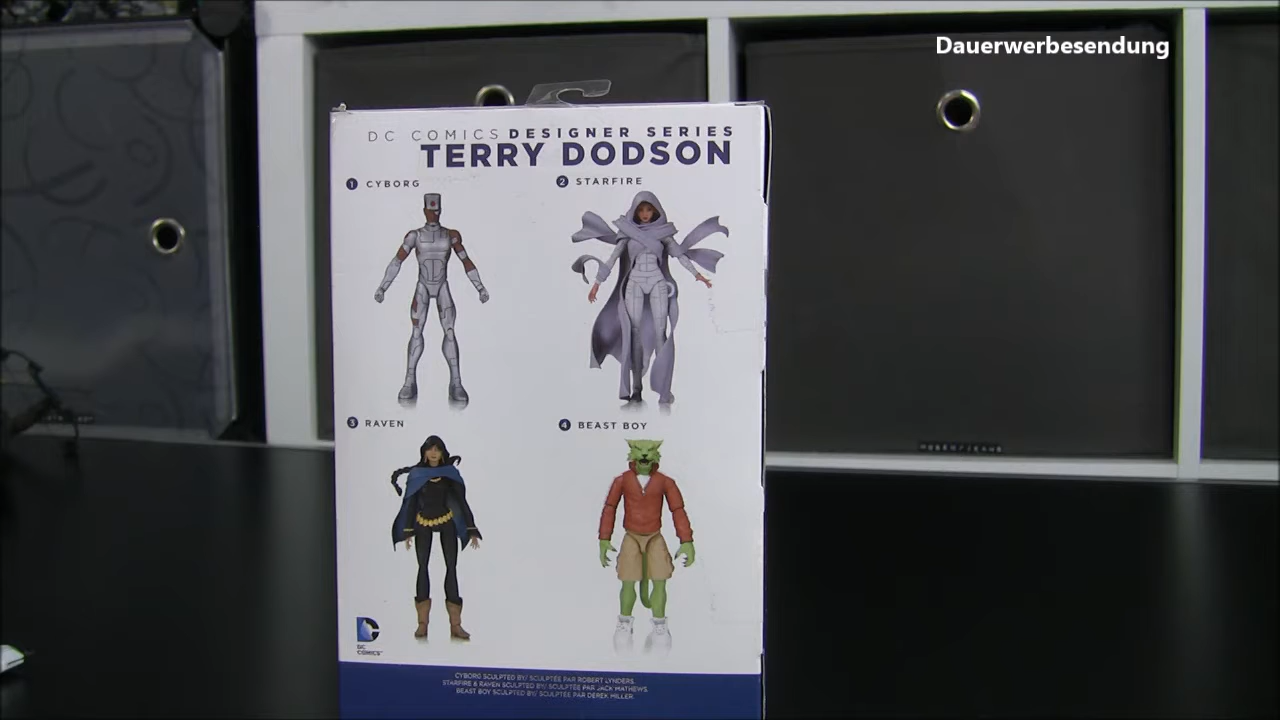 Dauerwerbesendung
DC COMICS DESIGNER SERIES
TERRY DODSON
1 CYBORG
2 STARFIRE
3 RAVEN
4 BEAST BOY
DC
COMICS™
CYBORG SCULPTED BY/ SCULPTÉE PAR ROBERT LYNDERS.
STARFIRE & RAVEN SCULPTED BY/ SCULPTÉE PAR JACK MATHEWS.
BEAST BOY SCULPTED BY/ SCULPTÉE PAR DEREK MILLER.